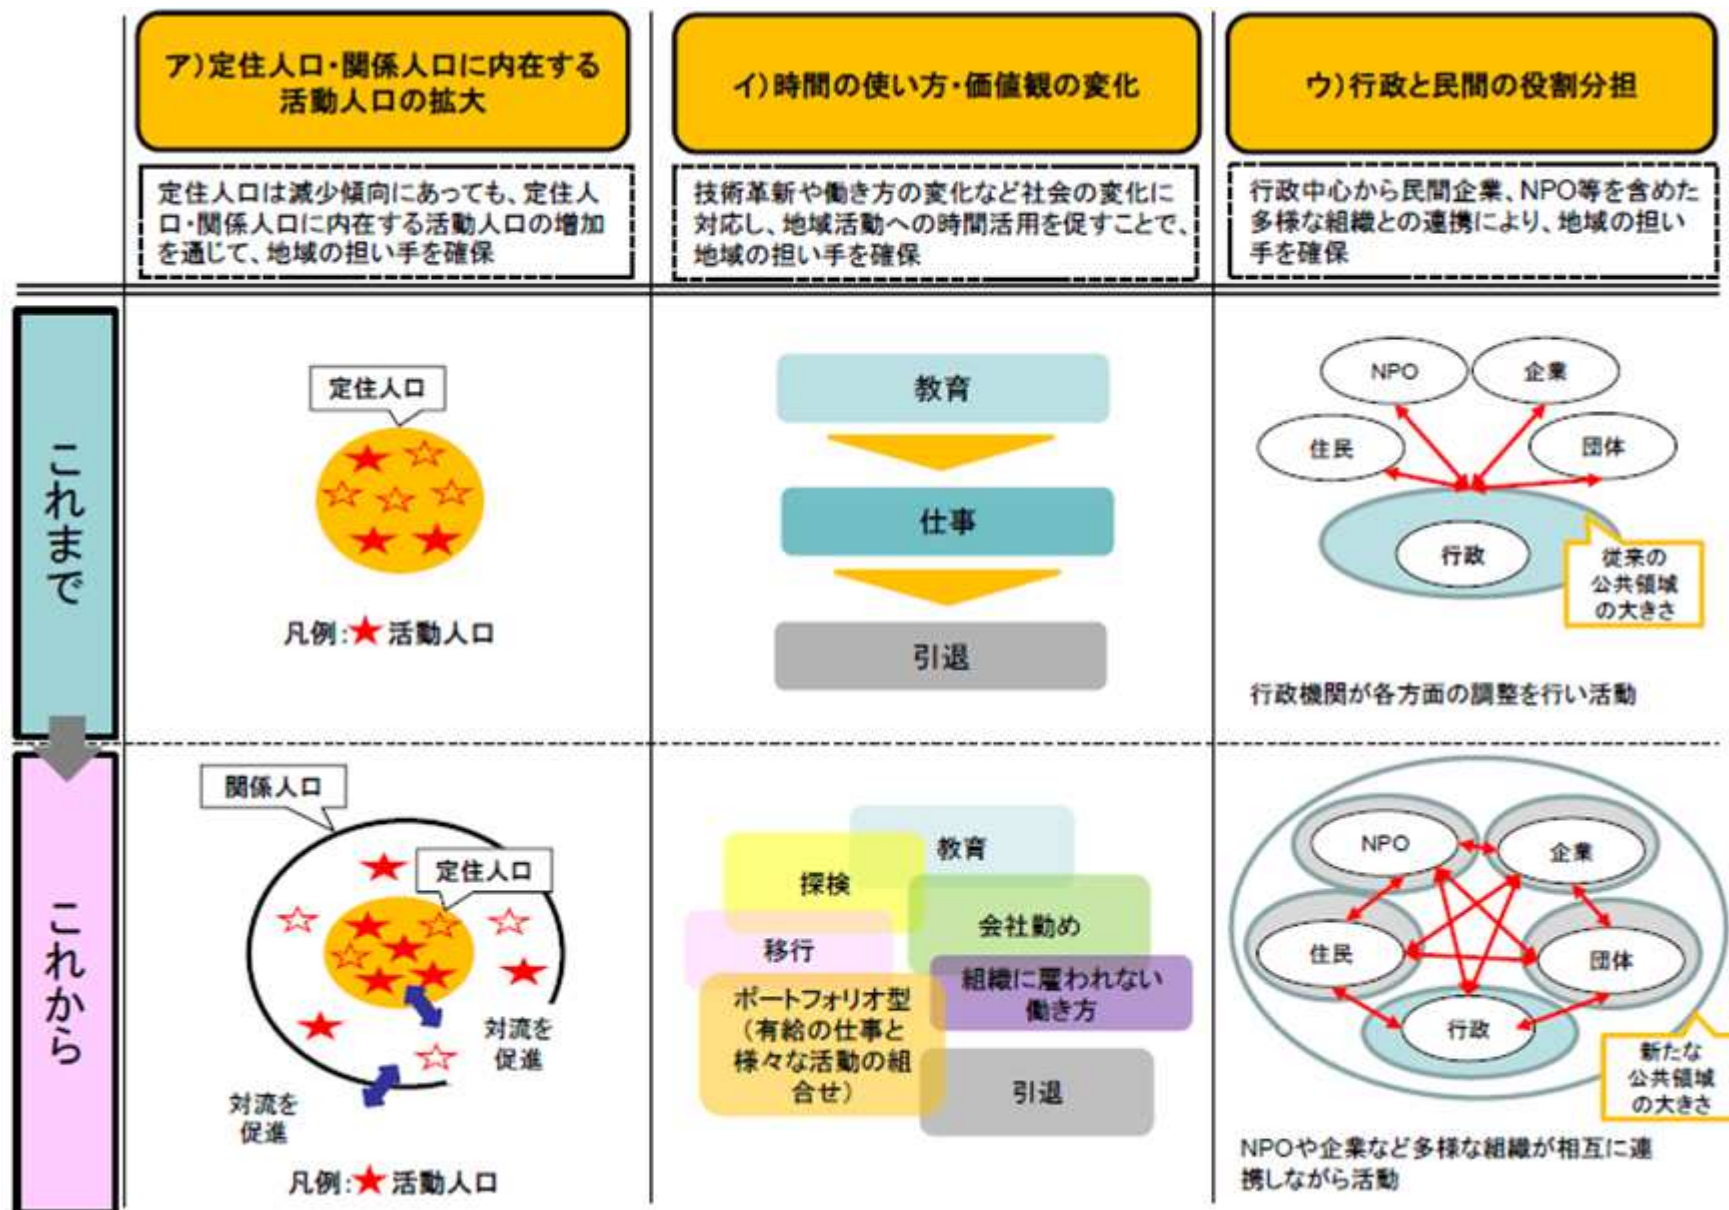 ア)定住人口・関係人口に内在する
活動人口の拡大
イ)時間の使い方・価値観の変化
ウ)行政と民間の役割分担
定住人口は減少傾向にあっても、定住人
口・関係人口に内在する活動人口の増加
を通じて、地域の担い手を確保
技術革新や働き方の変化など社会の変化に
対応し、地域活動への時間活用を促すことで、
地域の担い手を確保
行政中心から民間企業、NPO等を含めた
多様な組織との連携により、地域の担い
手を確保
これまで
定住人口
凡例:★活動人口
教育
仕事
引退
NPO
企業
住民
団体
行政
従来の
公共領域
の大きさ
行政機関が各方面の調整を行い活動
これから
関係人口
定住人口
対流を
促進
対流を
促進
凡例:★活動人口
教育
探検
会社勤め
移行
組織に雇われない
働き方
ポートフォリオ型
(有給の仕事と
様々な活動の組
合せ)
引退
NPO
企業
住民
団体
行政
新たな
公共領域
の大きさ
NPOや企業など多様な組織が相互に連
携しながら活動